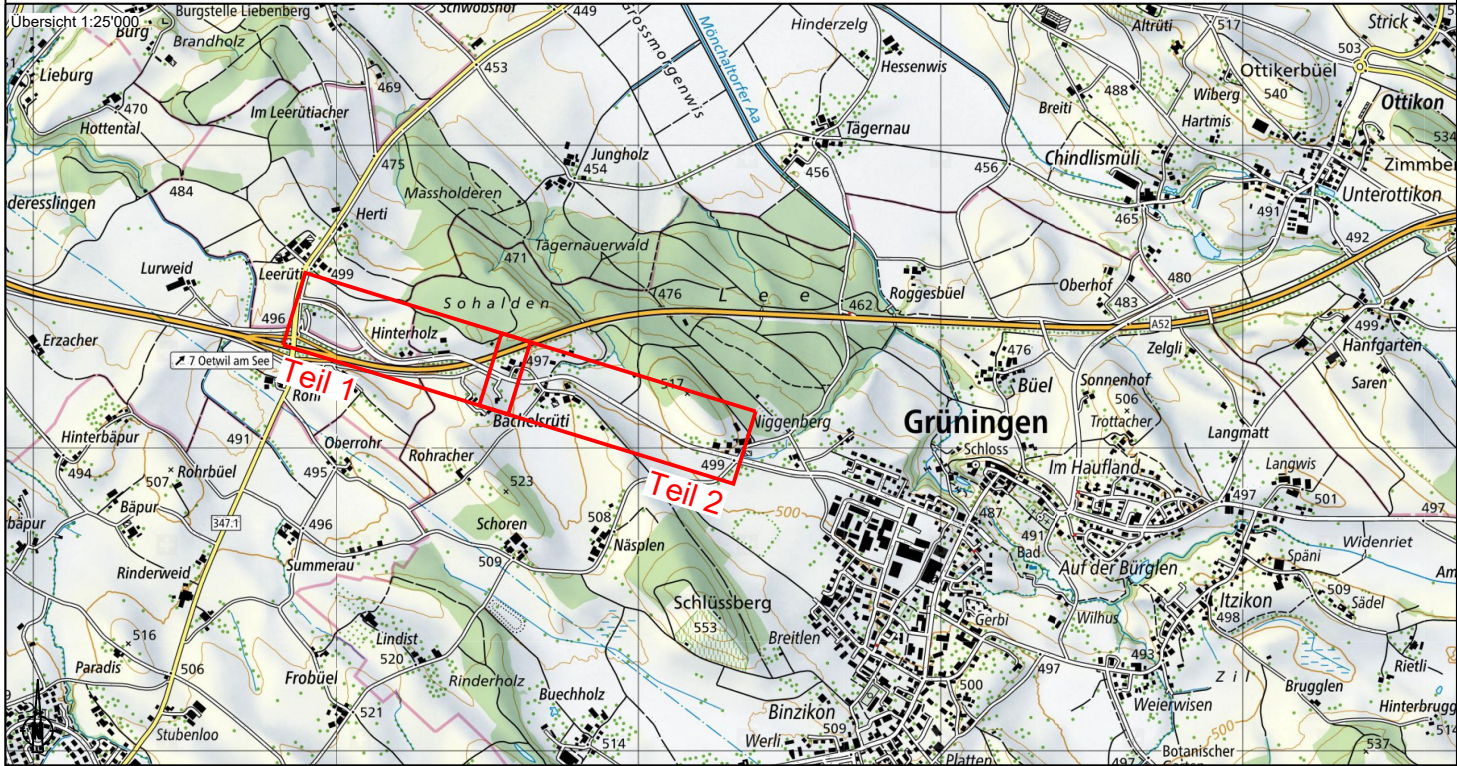 Übersicht 1:25'000
Burgstelle Liebenberg
Burg
Brandholz
Lieburg
470
Hottental
Im Leerütiacher
469
Schwobshof
449
453
475
484
Herti
Lurweid
Leerüti
499
496
Erzacher
7 Oetwil am See
Hinterholz
Teil 1
Grossmorgenwis
Mönchaltorfer Aa
Hinderzelg
Hessenwis
Tägernau
456
Jungholz
454
Massholderen
Tägernauerwald
471
Sohalden
476
Lee
462
Roggesbüel
497
517
Bachelsrüti
Niggenberg
499
Teil 2
Altrüti
517
Strick
503
Ottikerbüel
540
Ottikon
534
Wiberg
Breiti
488
Hartmis
Chindlismüli
456
465
Unterottikon
491
492
Oberhof
483
480
A52
Zelgli
499
Hanfgarten
Saren
476
Büel
Sonnenhof
506
Trottacher
Langmatt
Grüningen
Schloss
Im Haufland
Langwis
501
497
497
487
491
Bad
Auf der Bürglen
Widenriet
Späni
509
Sädel
Itzikon
498
Wilhus
Gerbi
497
493
Weierwisen
Zil
Rietli
Brugglen
500
537
514
Botanischer
497
Platten
500
Binzikon
509
Werli
Breitlen
Schlüssberg
553
500
508
Näsplen
Schoren
509
523
Rohracher
Oberrohr
495
491
Hinterbäpur
494
Rohrbüel
507
Bäpur
347.1
496
Summerau
Rinderweid
516
Paradis
506
Stubenloo
Frobüel
Lindist
520
521
Rinderholz
Buechholz
514